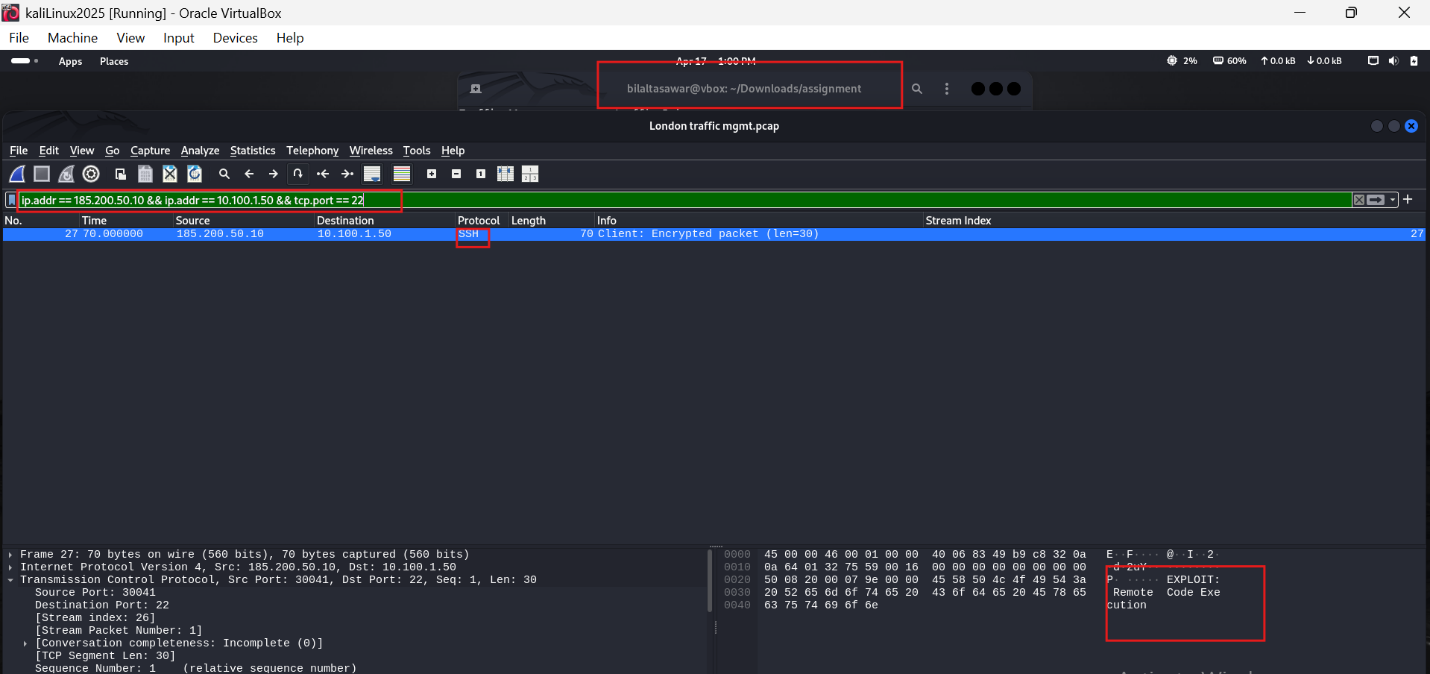 kaliLinux2025 [Running] - Oracle VirtualBox
File Machine View Input Devices Help
Apps Places Apr 17 1:00 PM 2% 60% ↑0.0 kB ↓0.0 kB
bilaltasawar@vbox: ~/Downloads/assignment
London traffic mgmt.pcap
File Edit View Go Capture Analyze Statistics Telephony Wireless Tools Help
ip.addr == 185.200.50.10 && ip.addr == 10.100.1.50 && tcp.port == 22
No. Time Source Destination Protocol Length Info Stream Index
27 70.000000 185.200.50.10 10.100.1.50 SSH 70 Client: Encrypted packet (len=30) 27
Frame 27: 70 bytes on wire (560 bits), 70 bytes captured (560 bits)
Internet Protocol Version 4, Src: 185.200.50.10, Dst: 10.100.1.50
Transmission Control Protocol, Src Port: 30041, Dst Port: 22, Seq: 1, Len: 30
Source Port: 30041
Destination Port: 22
[Stream index: 26]
[Stream Packet Number: 1]
[Conversation completeness: Incomplete (0)]
[TCP Segment Len: 30]
Sequence Number: 1 (relative sequence number)
0000 45 00 00 46 00 01 00 00 40 06 83 49 b9 c8 32 0a E··F···· @··I··2·
0010 0a 64 01 32 75 59 00 16 00 00 00 00 00 00 00 00 ·d·2uY·· ········
0020 50 08 20 00 07 9e 00 00 45 58 50 4c 4f 49 54 3a P· ····· EXPLOIT:
0030 20 52 65 6d 6f 74 65 20 43 6f 64 65 20 45 78 65 Remote Code Exe
0040 63 75 74 69 6f 6e cution